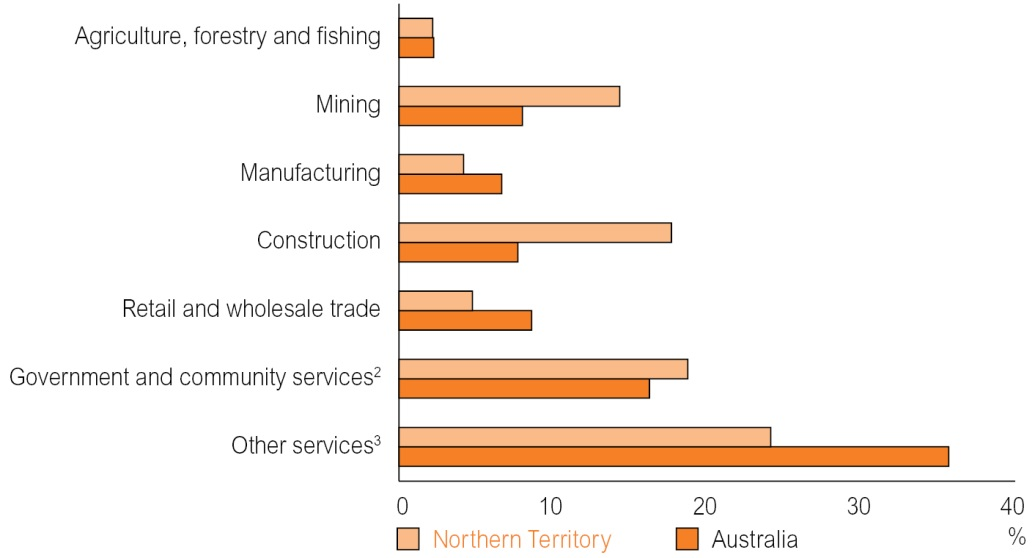 Agriculture, forestry and fishing
Mining
Manufacturing
Construction
Retail and wholesale trade
Government and community services²
Other services³
0 10 20 30 40
%
Northern Territory Australia